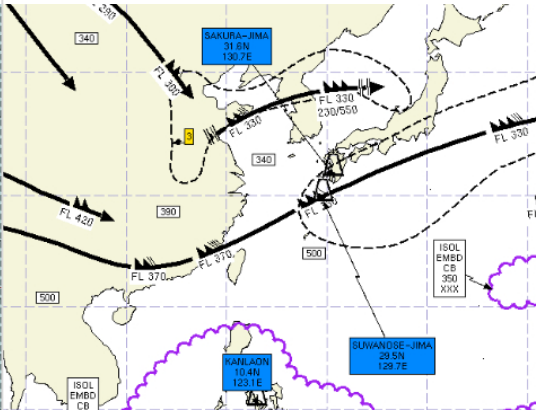 340
FL 300
SAKURA-JIMA
31.6N
130.7E
3
FL 330
FL 330
230/550
340
FL 330
FL 420
390
FL 370
FL 370
500
500
ISOL
EMBD
CB
350
XXX
SUWANOSE-JIMA
29.5N
129.7E
KANLAON
10.4N
123.1E
ISOL
EMBD
CB